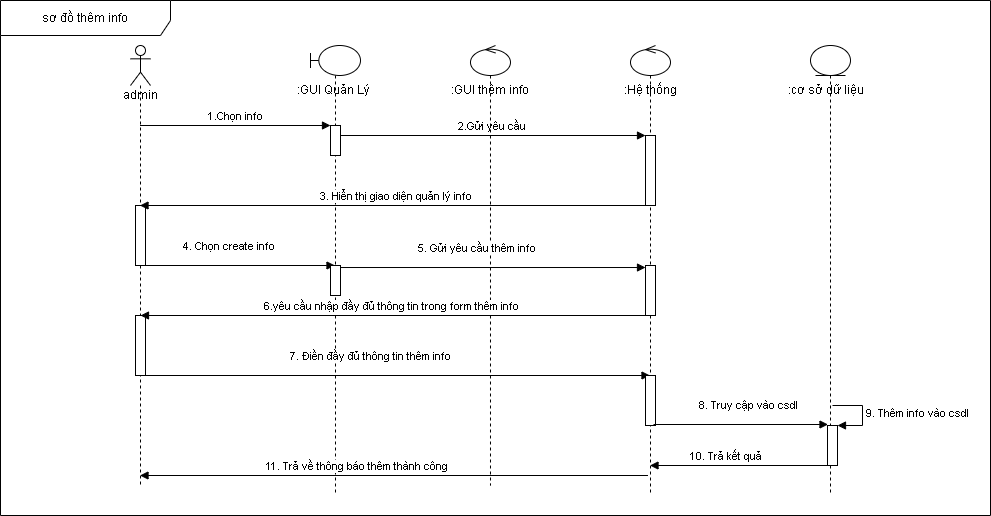 sơ đồ thêm info
admin
:GUI Quản Lý
:GUI thêm info
:Hệ thống
:cơ sở dữ liệu
1.Chọn info
2.Gửi yêu cầu
3. Hiển thị giao diện quản lý info
4. Chọn create info
5. Gửi yêu cầu thêm info
6.yêu cầu nhập đầy đủ thông tin trong form thêm info
7. Điền đầy đủ thông tin thêm info
8. Truy cập vào csdl
9. Thêm info vào csdl
10. Trả kết quả
11. Trả về thông báo thêm thành công